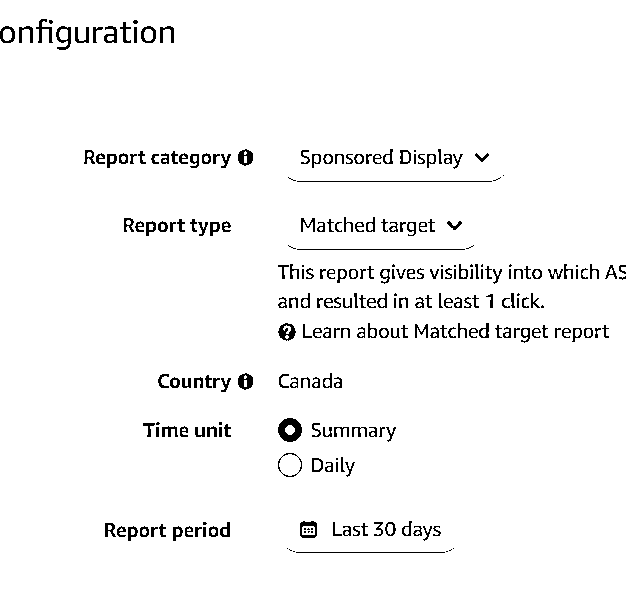 onfiguration
Report category
Sponsored Display
Report type
Matched target
This report gives visibility into which AS
and resulted in at least 1 click.
Learn about Matched target report
Country
Canada
Time unit
Summary
Daily
Report period
Last 30 days